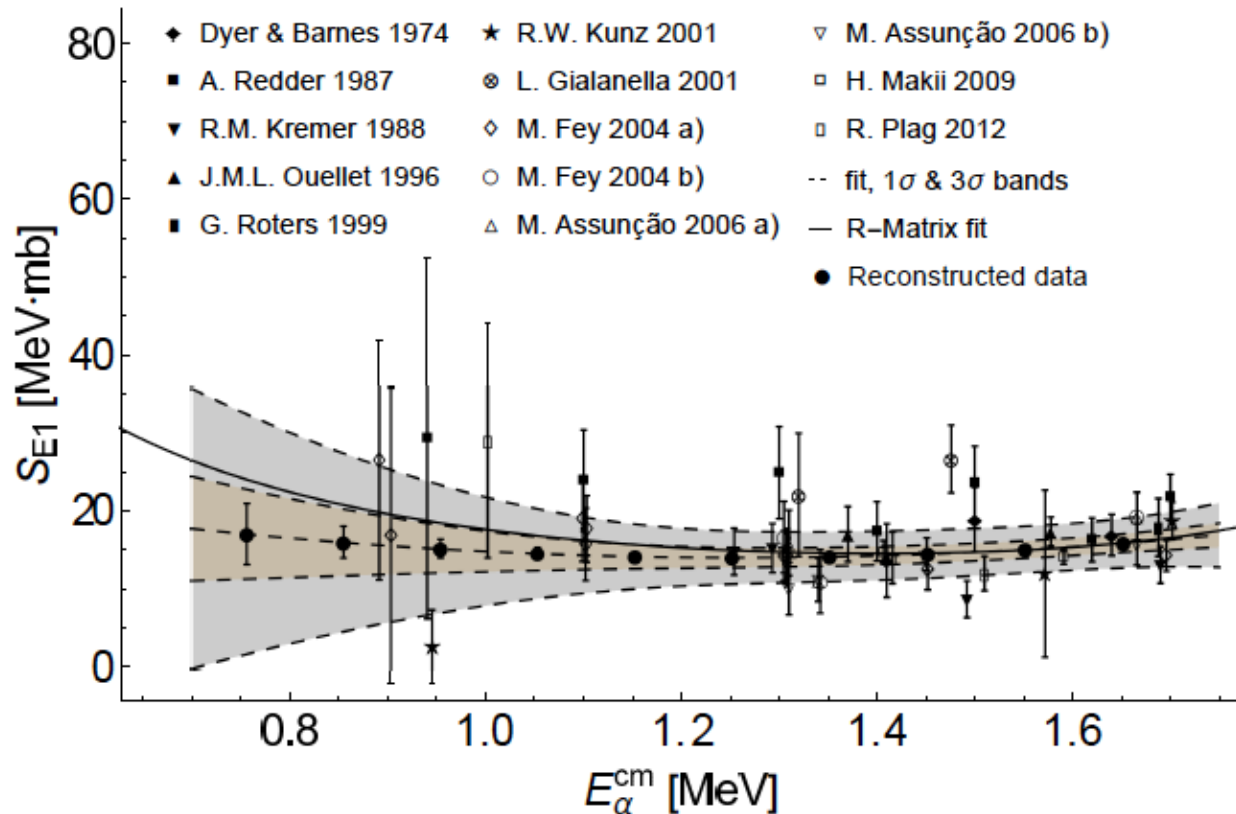 80
60
40
20
0
S_E1 [MeV·mb]
Dyer & Barnes 1974
A. Redder 1987
R.M. Kremer 1988
J.M.L. Ouellet 1996
G. Roters 1999
R.W. Kunz 2001
L. Gialanella 2001
M. Fey 2004 a)
M. Fey 2004 b)
M. Assunção 2006 a)
M. Assunção 2006 b)
H. Makii 2009
R. Plag 2012
fit, 1σ & 3σ bands
R−Matrix fit
Reconstructed data
0.8 1.0 1.2 1.4 1.6
E_α^cm [MeV]